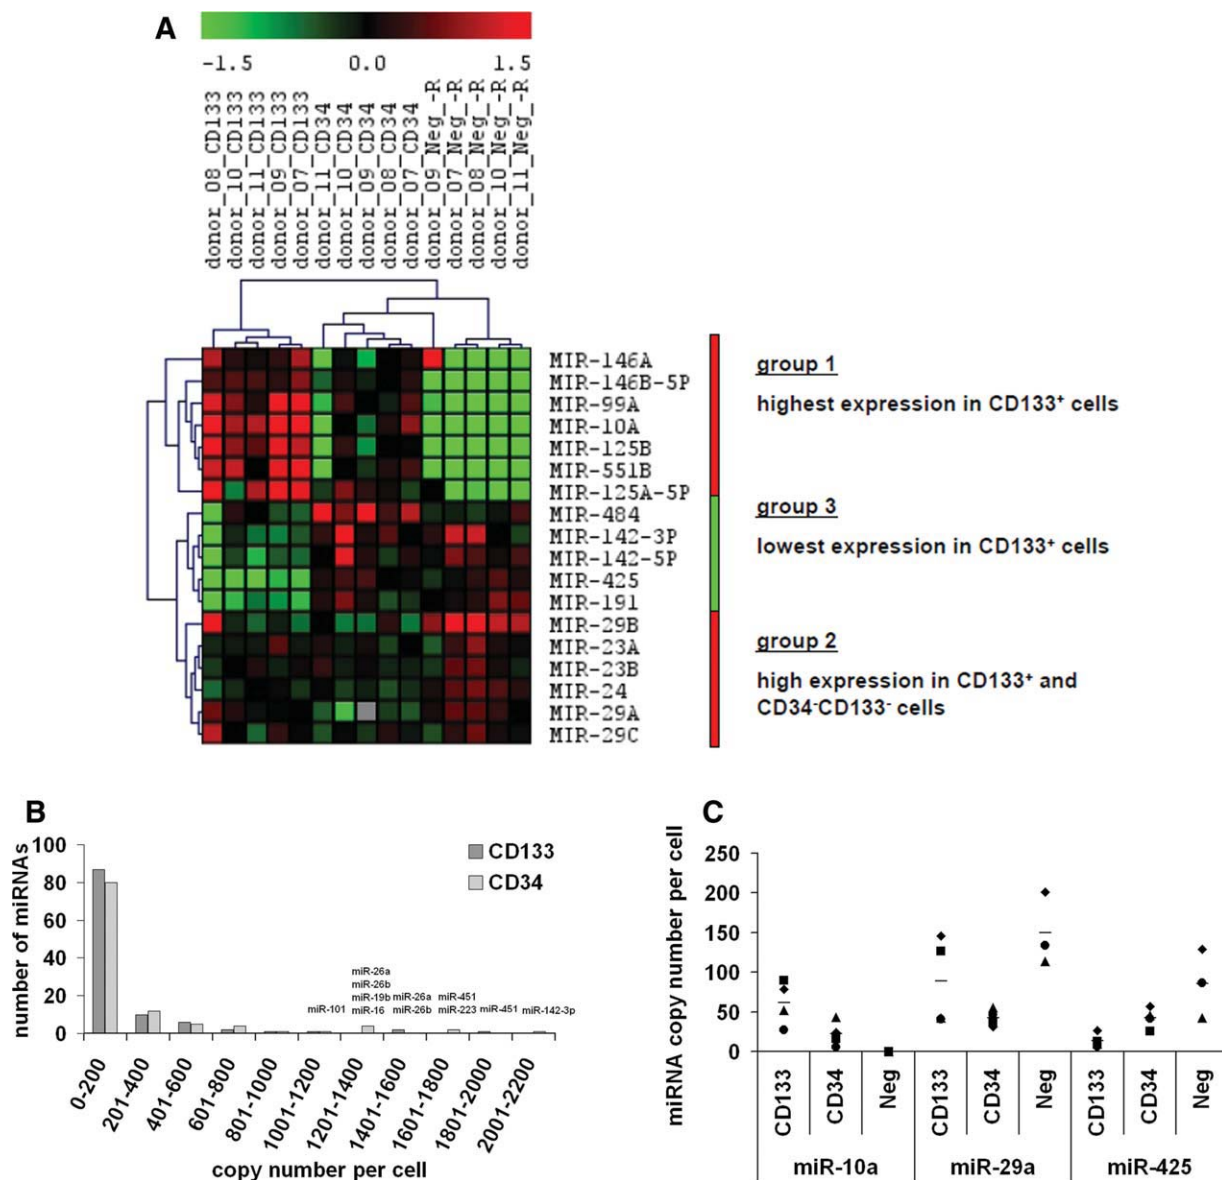 A
-1.5 0.0 1.5
donor_08_CD133
donor_10_CD133
donor_11_CD133
donor_09_CD133
donor_07_CD133
donor_11_CD34
donor_10_CD34
donor_09_CD34
donor_08_CD34
donor_07_CD34
donor_09_Neg_-R
donor_07_Neg_-R
donor_08_Neg_-R
donor_10_Neg_-R
donor_11_Neg_-R
MIR-146A
MIR-146B-5P
MIR-99A
MIR-10A
MIR-125B
MIR-551B
MIR-125A-5P
MIR-484
MIR-142-3P
MIR-142-5P
MIR-425
MIR-191
MIR-29B
MIR-23A
MIR-23B
MIR-24
MIR-29A
MIR-29C
group 1
highest expression in CD133+ cells
group 3
lowest expression in CD133+ cells
group 2
high expression in CD133+ and
CD34-CD133- cells
B
number of miRNAs
100
80
60
40
20
0
CD133
CD34
miR-101
miR-26a
miR-26b
miR-19b
miR-16
miR-26a
miR-26b
miR-451
miR-223
miR-451
miR-142-3p
0-200
201-400
401-600
601-800
801-1000
1001-1200
1201-1400
1401-1600
1601-1800
1801-2000
2001-2200
copy number per cell
C
miRNA copy number per cell
250
200
150
100
50
0
CD133
CD34
Neg
CD133
CD34
Neg
CD133
CD34
Neg
miR-10a
miR-29a
miR-425